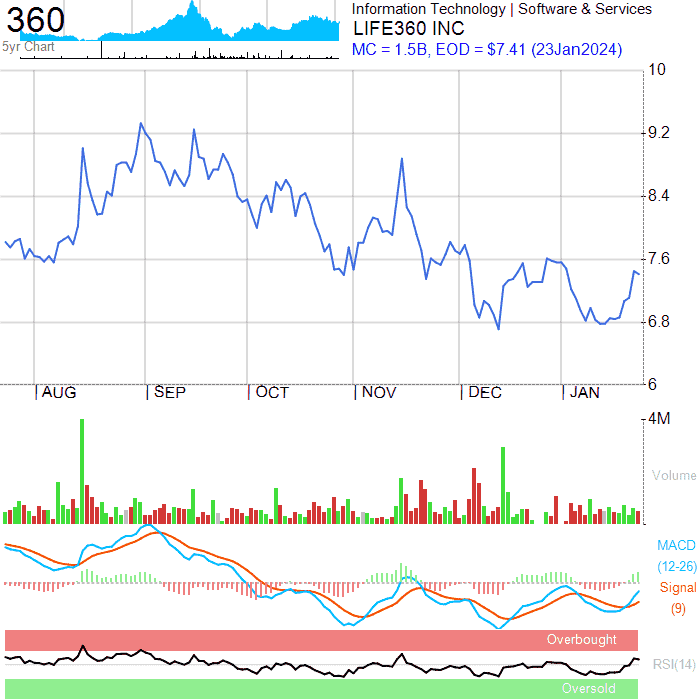 360
5yr Chart
Information Technology | Software & Services
LIFE360 INC
MC = 1.5B, EOD = $7.41 (23Jan2024)
10
9.2
8.4
7.6
6.8
6
AUG SEP OCT NOV DEC JAN
4M
Volume
MACD
(12-26)
Signal
(9)
Overbought
RSI(14)
Oversold